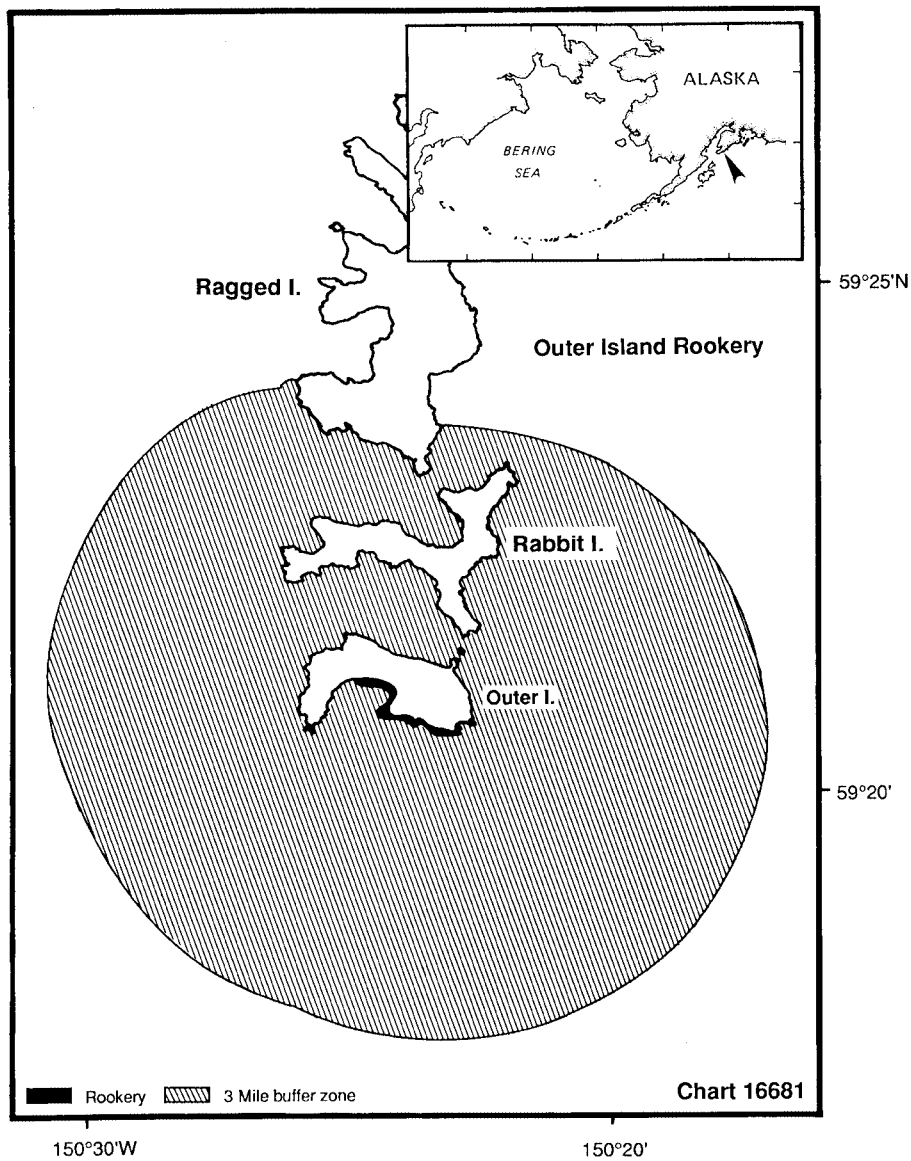 ALASKA
BERING
SEA
Ragged I.
59°25'N
Outer Island Rookery
Rabbit I.
Outer I.
59°20'
Rookery
3 Mile buffer zone
Chart 16681
150°30'W
150°20'